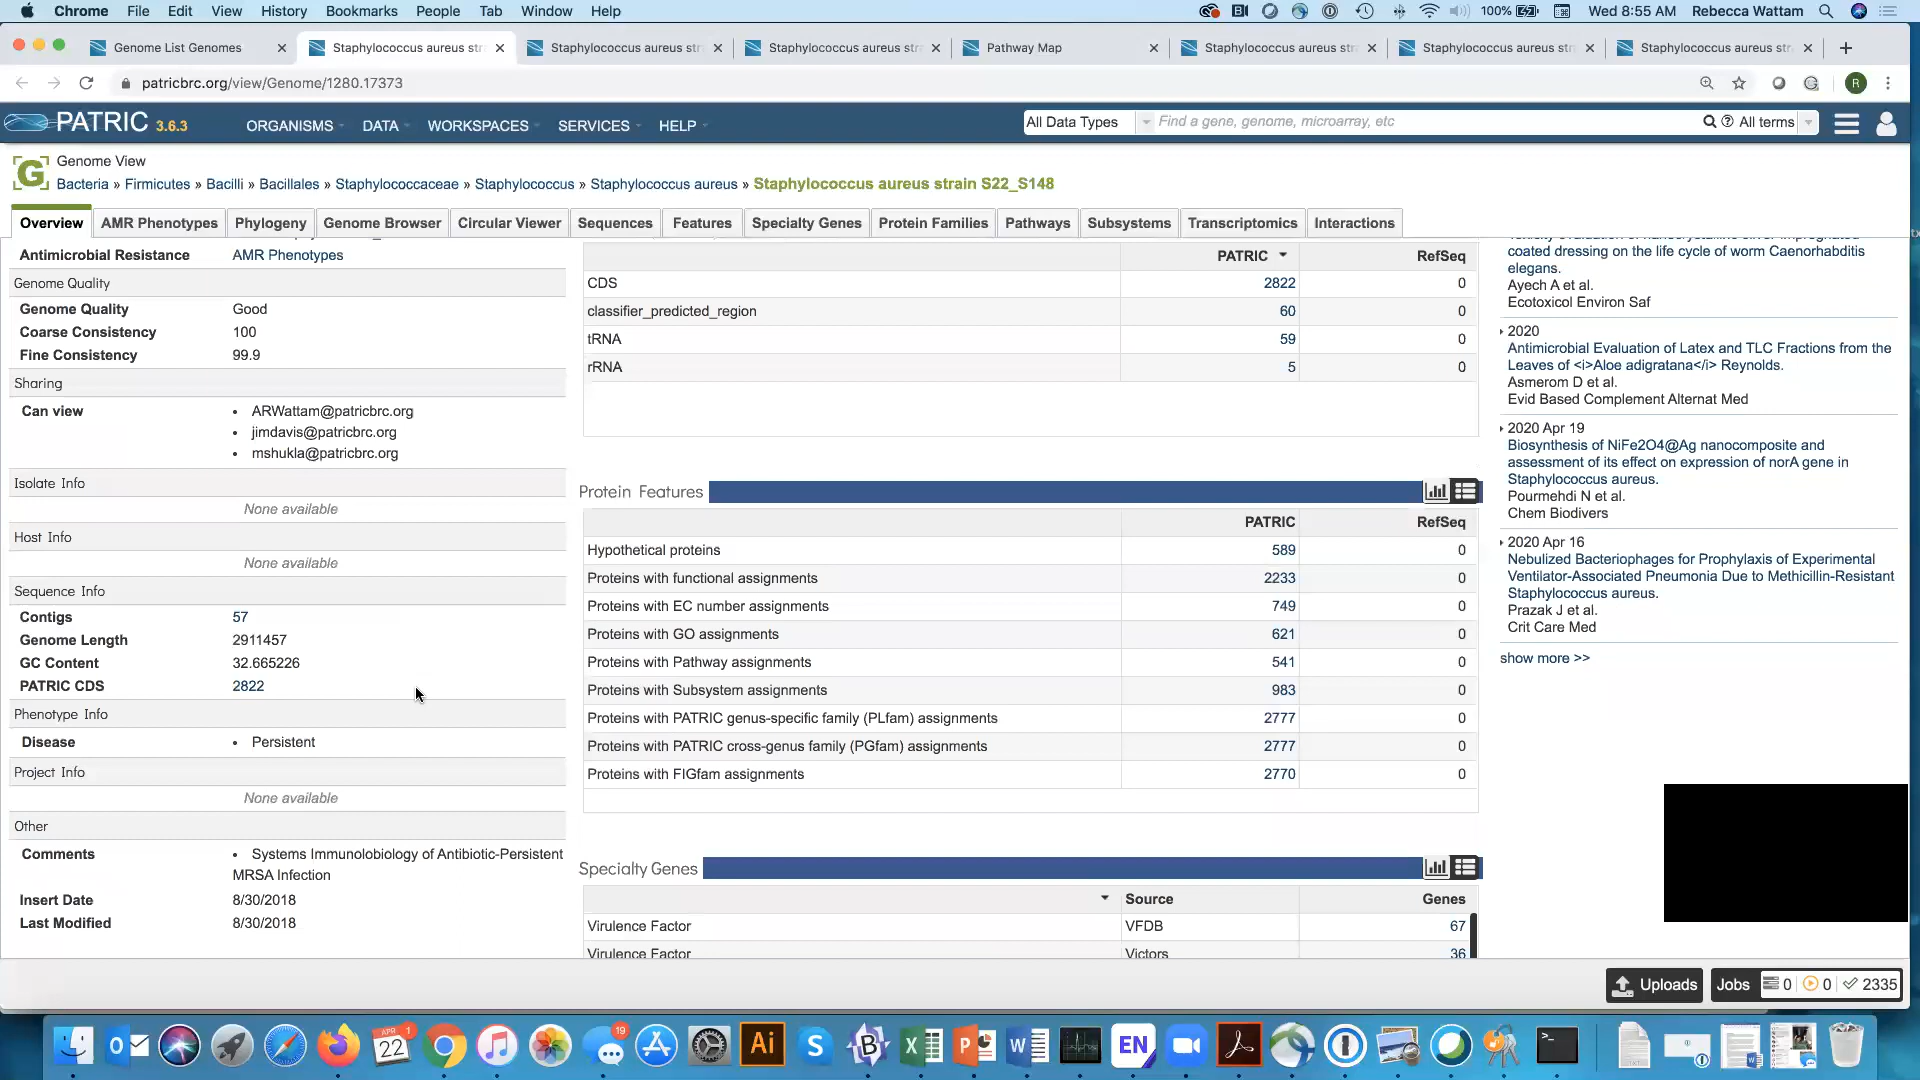 Chrome File Edit View History Bookmarks People Tab Window Help 100% Wed 8:55 AM Rebecca Wattam
Genome List Genomes Staphylococcus aureus str Staphylococcus aureus str Staphylococcus aureus str Pathway Map Staphylococcus aureus str Staphylococcus aureus str Staphylococcus aureus str
patricbrc.org/view/Genome/1280.17373 R
PATRIC 3.6.3 ORGANISMS DATA WORKSPACES SERVICES HELP All Data Types Find a gene, genome, microarray, etc All terms
G
Genome View
Bacteria » Firmicutes » Bacilli » Bacillales » Staphylococcaceae » Staphylococcus » Staphylococcus aureus » Staphylococcus aureus strain S22_S148
Overview AMR Phenotypes Phylogeny Genome Browser Circular Viewer Sequences Features Specialty Genes Protein Families Pathways Subsystems Transcriptomics Interactions
Antimicrobial Resistance AMR Phenotypes
Genome Quality
Genome Quality Good
Coarse Consistency 100
Fine Consistency 99.9
Sharing
Can view • ARWattam@patricbrc.org
• jimdavis@patricbrc.org
• mshukla@patricbrc.org
Isolate Info
None available
Host Info
None available
Sequence Info
Contigs 57
Genome Length 2911457
GC Content 32.665226
PATRIC CDS 2822
Phenotype Info
Disease • Persistent
Project Info
None available
Other
Comments • Systems Immunobiology of Antibiotic-Persistent
MRSA Infection
Insert Date 8/30/2018
Last Modified 8/30/2018
PATRIC RefSeq
CDS 2822 0
classifier_predicted_region 60 0
tRNA 59 0
rRNA 5 0
Protein Features
PATRIC RefSeq
Hypothetical proteins 589 0
Proteins with functional assignments 2233 0
Proteins with EC number assignments 749 0
Proteins with GO assignments 621 0
Proteins with Pathway assignments 541 0
Proteins with Subsystem assignments 983 0
Proteins with PATRIC genus-specific family (PLfam) assignments 2777 0
Proteins with PATRIC cross-genus family (PGfam) assignments 2777 0
Proteins with FIGfam assignments 2770 0
Specialty Genes
Source Genes
Virulence Factor VFDB 67
Virulence Factor Victors 36
coated dressing on the life cycle of worm Caenorhabditis
elegans.
Ayech A et al.
Ecotoxicol Environ Saf
2020
Antimicrobial Evaluation of Latex and TLC Fractions from the
Leaves of <i>Aloe adigratana</i> Reynolds.
Asmerom D et al.
Evid Based Complement Alternat Med
2020 Apr 19
Biosynthesis of NiFe2O4@Ag nanocomposite and
assessment of its effect on expression of norA gene in
Staphylococcus aureus.
Pourmehdi N et al.
Chem Biodivers
2020 Apr 16
Nebulized Bacteriophages for Prophylaxis of Experimental
Ventilator-Associated Pneumonia Due to Methicillin-Resistant
Staphylococcus aureus.
Prazak J et al.
Crit Care Med
show more >>
Uploads Jobs 0 0 2335
APR 22 1 19 Ai S B X P W EN